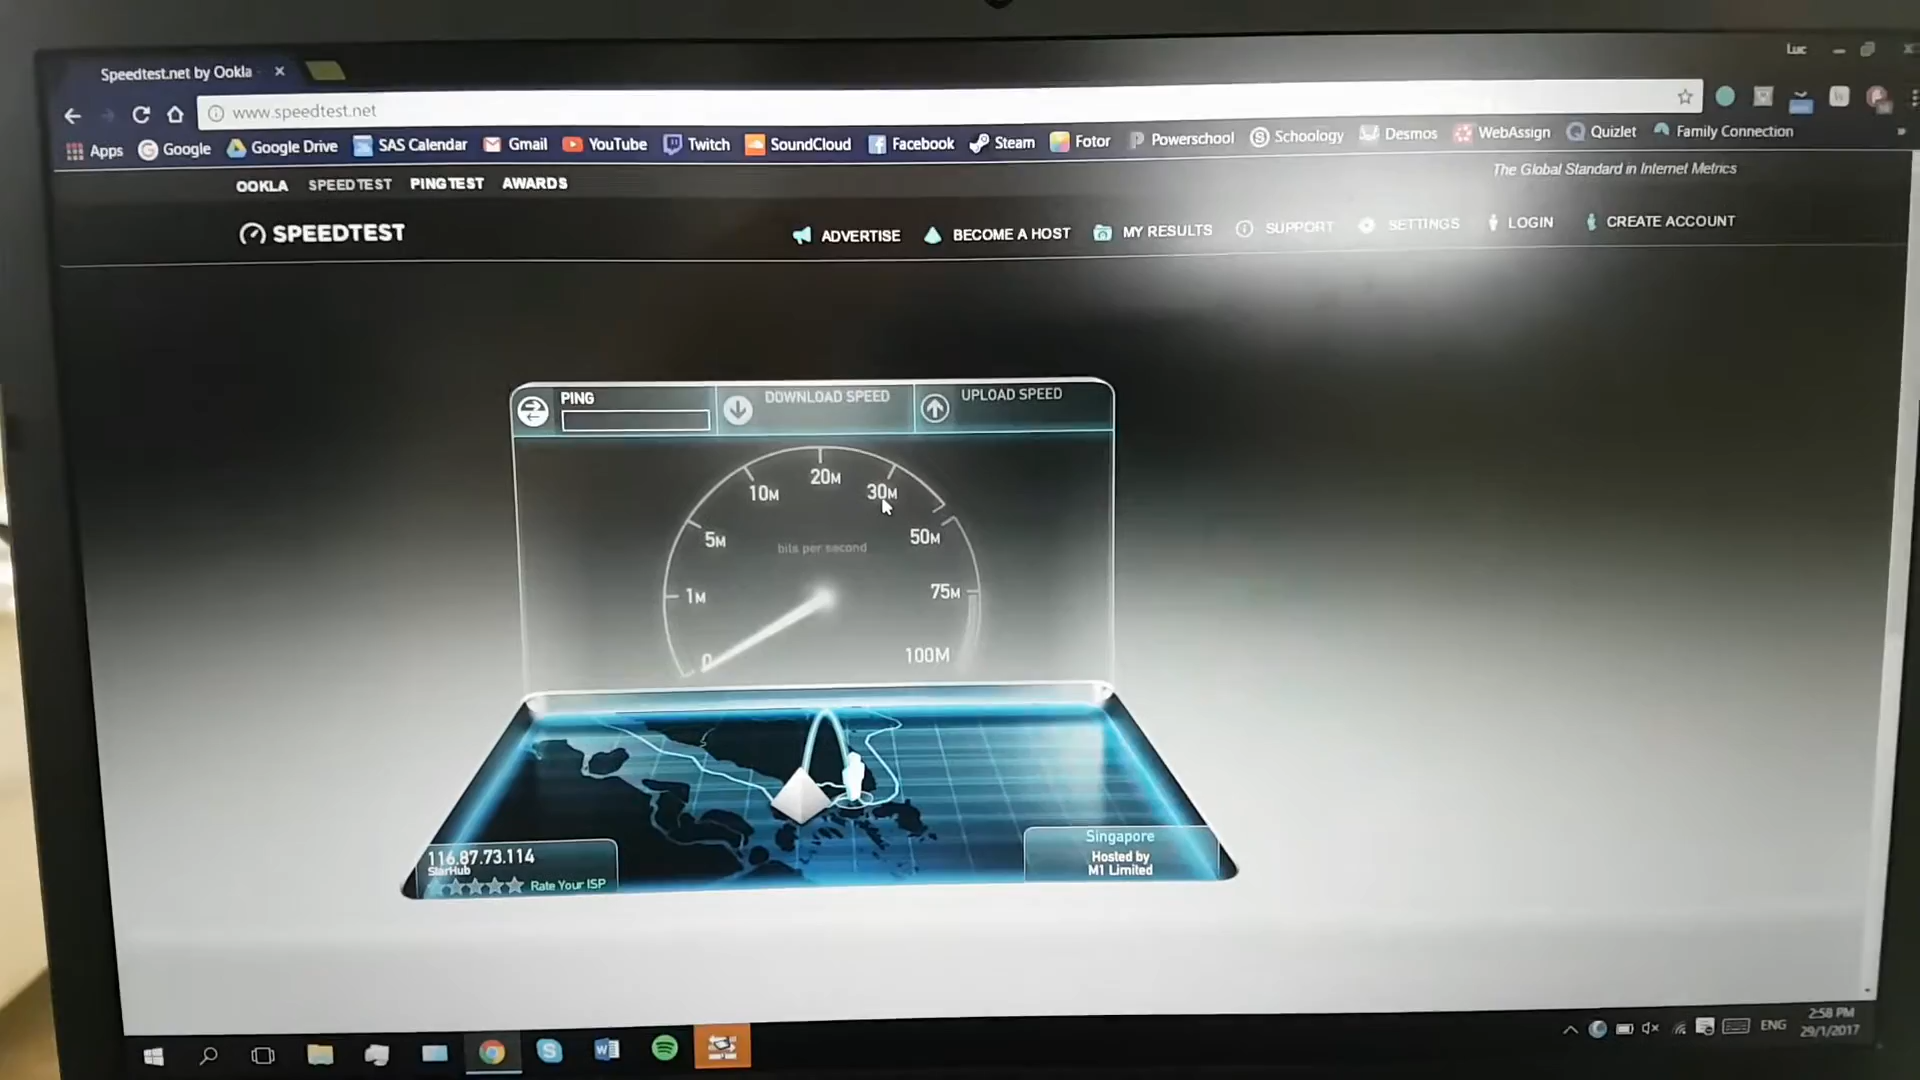 Speedtest.net by Ookla
Luc
www.speedtest.net
Apps Google Google Drive SAS Calendar Gmail YouTube Twitch SoundCloud Facebook Steam Fotor Powerschool Schoology Desmos WebAssign Quizlet Family Connection
OOKLA SPEEDTEST PINGTEST AWARDS
The Global Standard in Internet Metrics
SPEEDTEST
ADVERTISE BECOME A HOST MY RESULTS SUPPORT SETTINGS LOGIN CREATE ACCOUNT
PING
DOWNLOAD SPEED
UPLOAD SPEED
20M
10M
30M
5M
50M
bits per second
1M
75M
0
100M
116.87.73.114
StarHub
Rate Your ISP
Singapore
Hosted by
M1 Limited
ENG
2:58 PM
29/1/2017